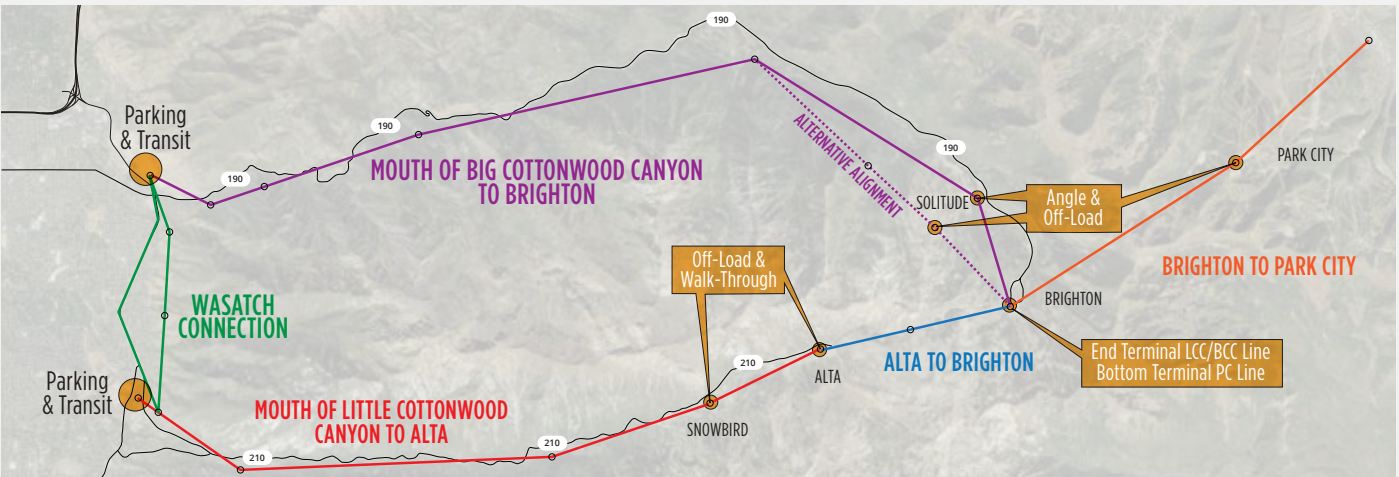 190
Parking
& Transit
190
190
MOUTH OF BIG COTTONWOOD CANYON
TO BRIGHTON
ALTERNATIVE ALIGNMENT
190
SOLITUDE
Angle &
Off-Load
PARK CITY
BRIGHTON TO PARK CITY
Off-Load &
Walk-Through
WASATCH
CONNECTION
BRIGHTON
End Terminal LCC/BCC Line
Bottom Terminal PC Line
ALTA TO BRIGHTON
210
ALTA
Parking
& Transit
MOUTH OF LITTLE COTTONWOOD
CANYON TO ALTA
SNOWBIRD
210
210